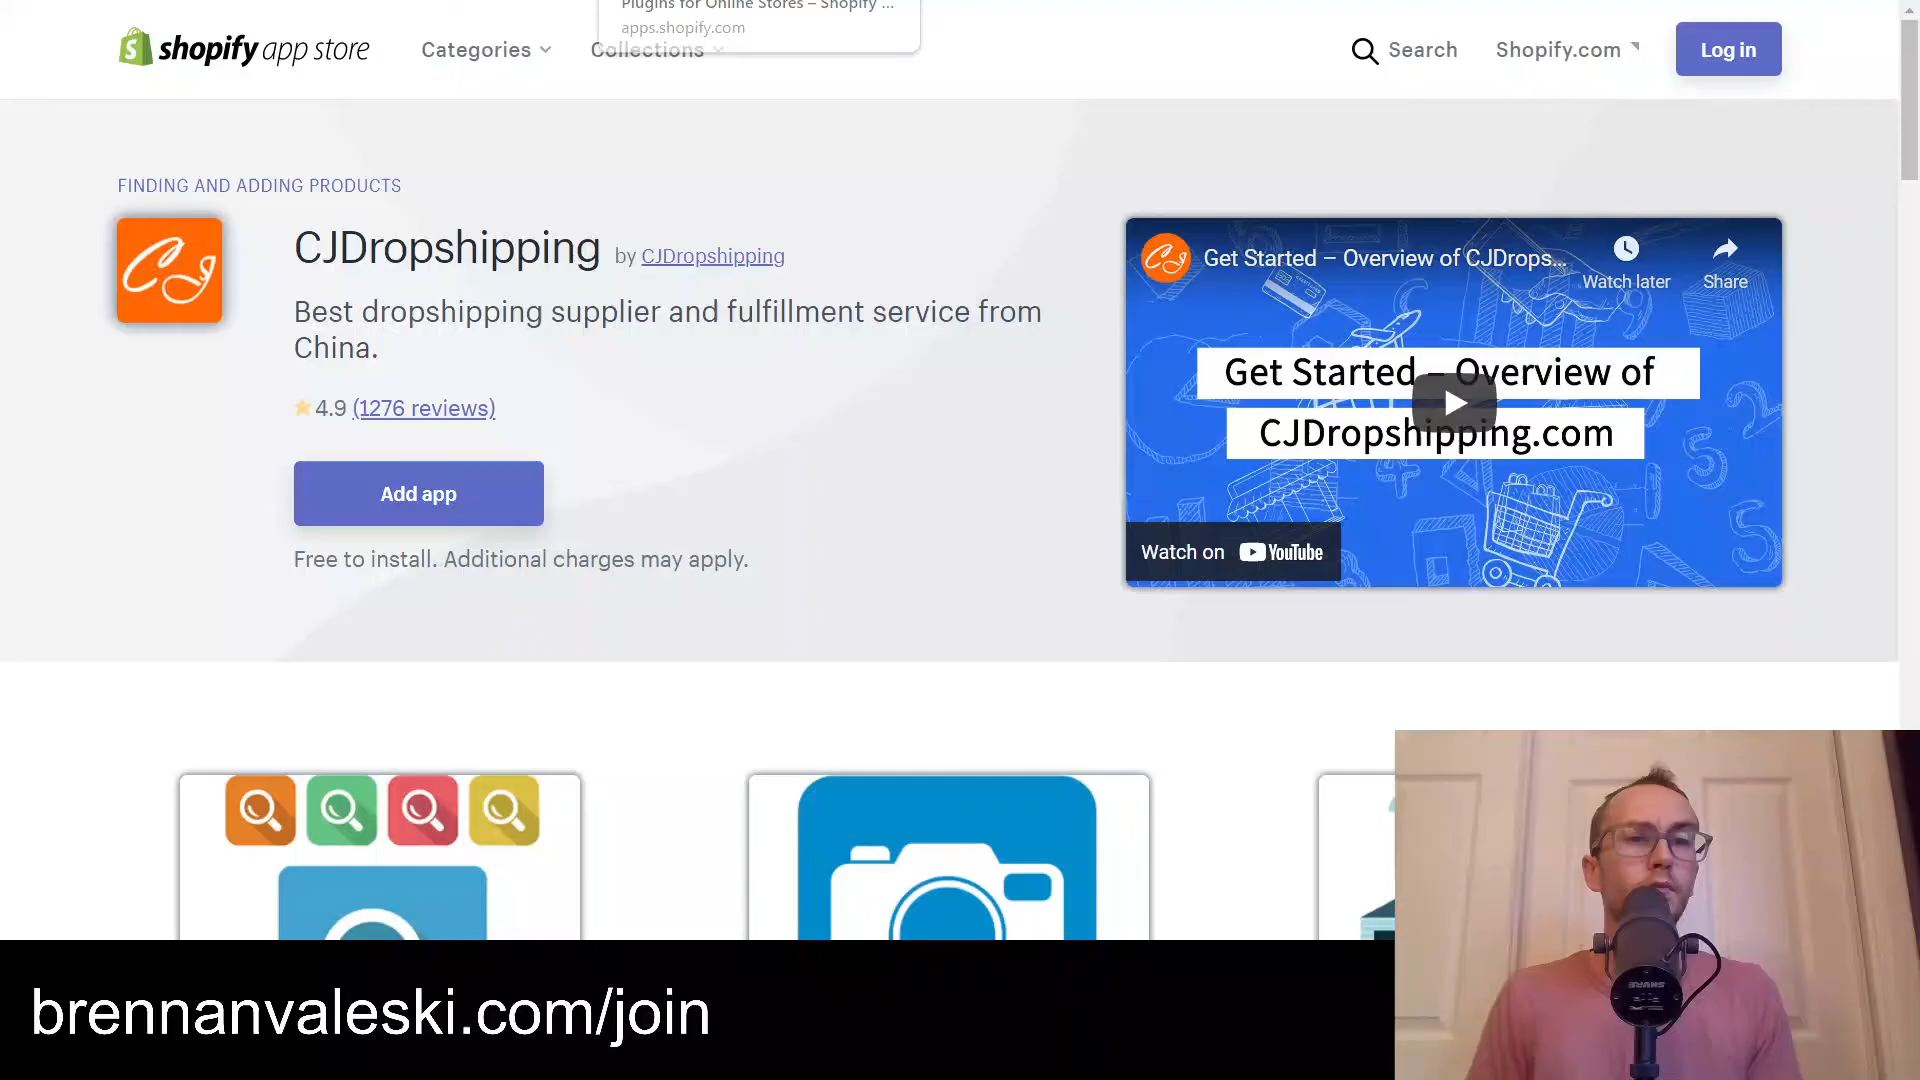 Plugins for Online Stores – Shopify ...
apps.shopify.com
shopify app store
Categories
Collections
Search
Shopify.com
Log in
FINDING AND ADDING PRODUCTS
CJ
CJDropshipping by CJDropshipping
Best dropshipping supplier and fulfillment service from
China.
4.9 (1276 reviews)
Add app
Free to install. Additional charges may apply.
CJ
Get Started – Overview of CJDrops...
Watch later
Share
Get Started – Overview of
CJDropshipping.com
Watch on YouTube
brennanvaleski.com/join
SHURE